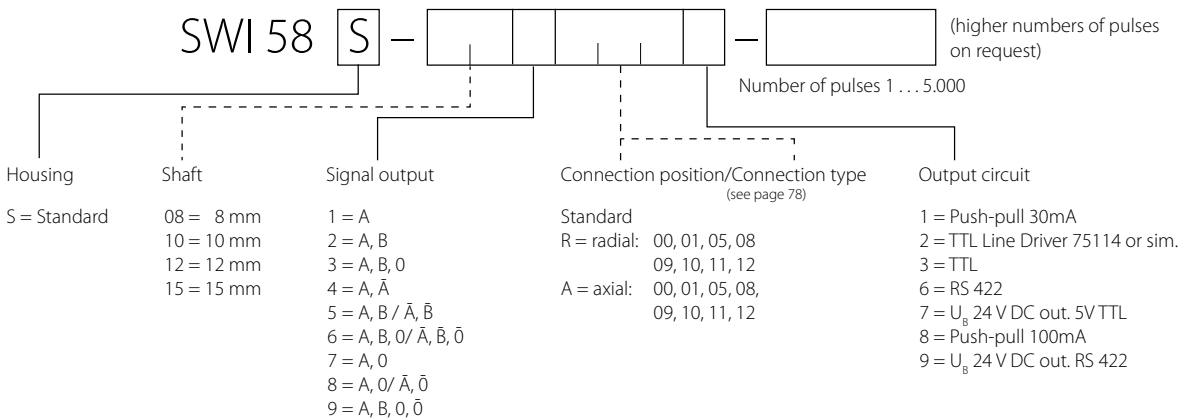 SWI 58 S – –
(higher numbers of pulses
on request)
Number of pulses 1 . . . 5.000
Housing
S = Standard
Shaft
08 = 8 mm
10 = 10 mm
12 = 12 mm
15 = 15 mm
Signal output
1 = A
2 = A, B
3 = A, B, 0
4 = A, Ā
5 = A, B / Ā, B̄
6 = A, B, 0/ Ā, B̄, 0̄
7 = A, 0
8 = A, 0/ Ā, 0̄
9 = A, B, 0, 0̄
Connection position/Connection type
(see page 78)
Standard
R = radial: 00, 01, 05, 08
09, 10, 11, 12
A = axial: 00, 01, 05, 08,
09, 10, 11, 12
Output circuit
1 = Push-pull 30mA
2 = TTL Line Driver 75114 or sim.
3 = TTL
6 = RS 422
7 = U_B 24 V DC out. 5V TTL
8 = Push-pull 100mA
9 = U_B 24 V DC out. RS 422